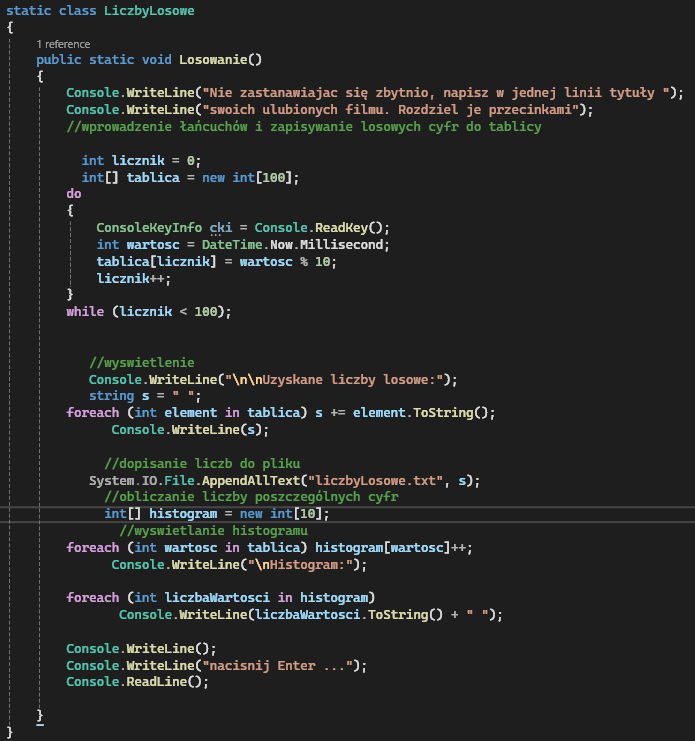 static class LiczbyLosowe
{
1 reference
public static void Losowanie()
{
Console.WriteLine("Nie zastanawiajac się zbytnio, napisz w jednej linii tytuły ");
Console.WriteLine("swoich ulubionych filmu. Rozdziel je przecinkami");
//wprowadzenie łańcuchów i zapisywanie losowych cyfr do tablicy
int licznik = 0;
int[] tablica = new int[100];
do
{
ConsoleKeyInfo cki = Console.ReadKey();
int wartosc = DateTime.Now.Millisecond;
tablica[licznik] = wartosc % 10;
licznik++;
}
while (licznik < 100);
//wyswietlenie
Console.WriteLine("\n\nUzyskane liczby losowe:");
string s = " ";
foreach (int element in tablica) s += element.ToString();
Console.WriteLine(s);
//dopisanie liczb do pliku
System.IO.File.AppendAllText("liczbyLosowe.txt", s);
//obliczanie liczby poszczególnych cyfr
int[] histogram = new int[10];
//wyswietlanie histogramu
foreach (int wartosc in tablica) histogram[wartosc]++;
Console.WriteLine("\nHistogram:");
foreach (int liczbaWartosci in histogram)
Console.WriteLine(liczbaWartosci.ToString() + " ");
Console.WriteLine();
Console.WriteLine("nacisnij Enter ...");
Console.ReadLine();
}
}